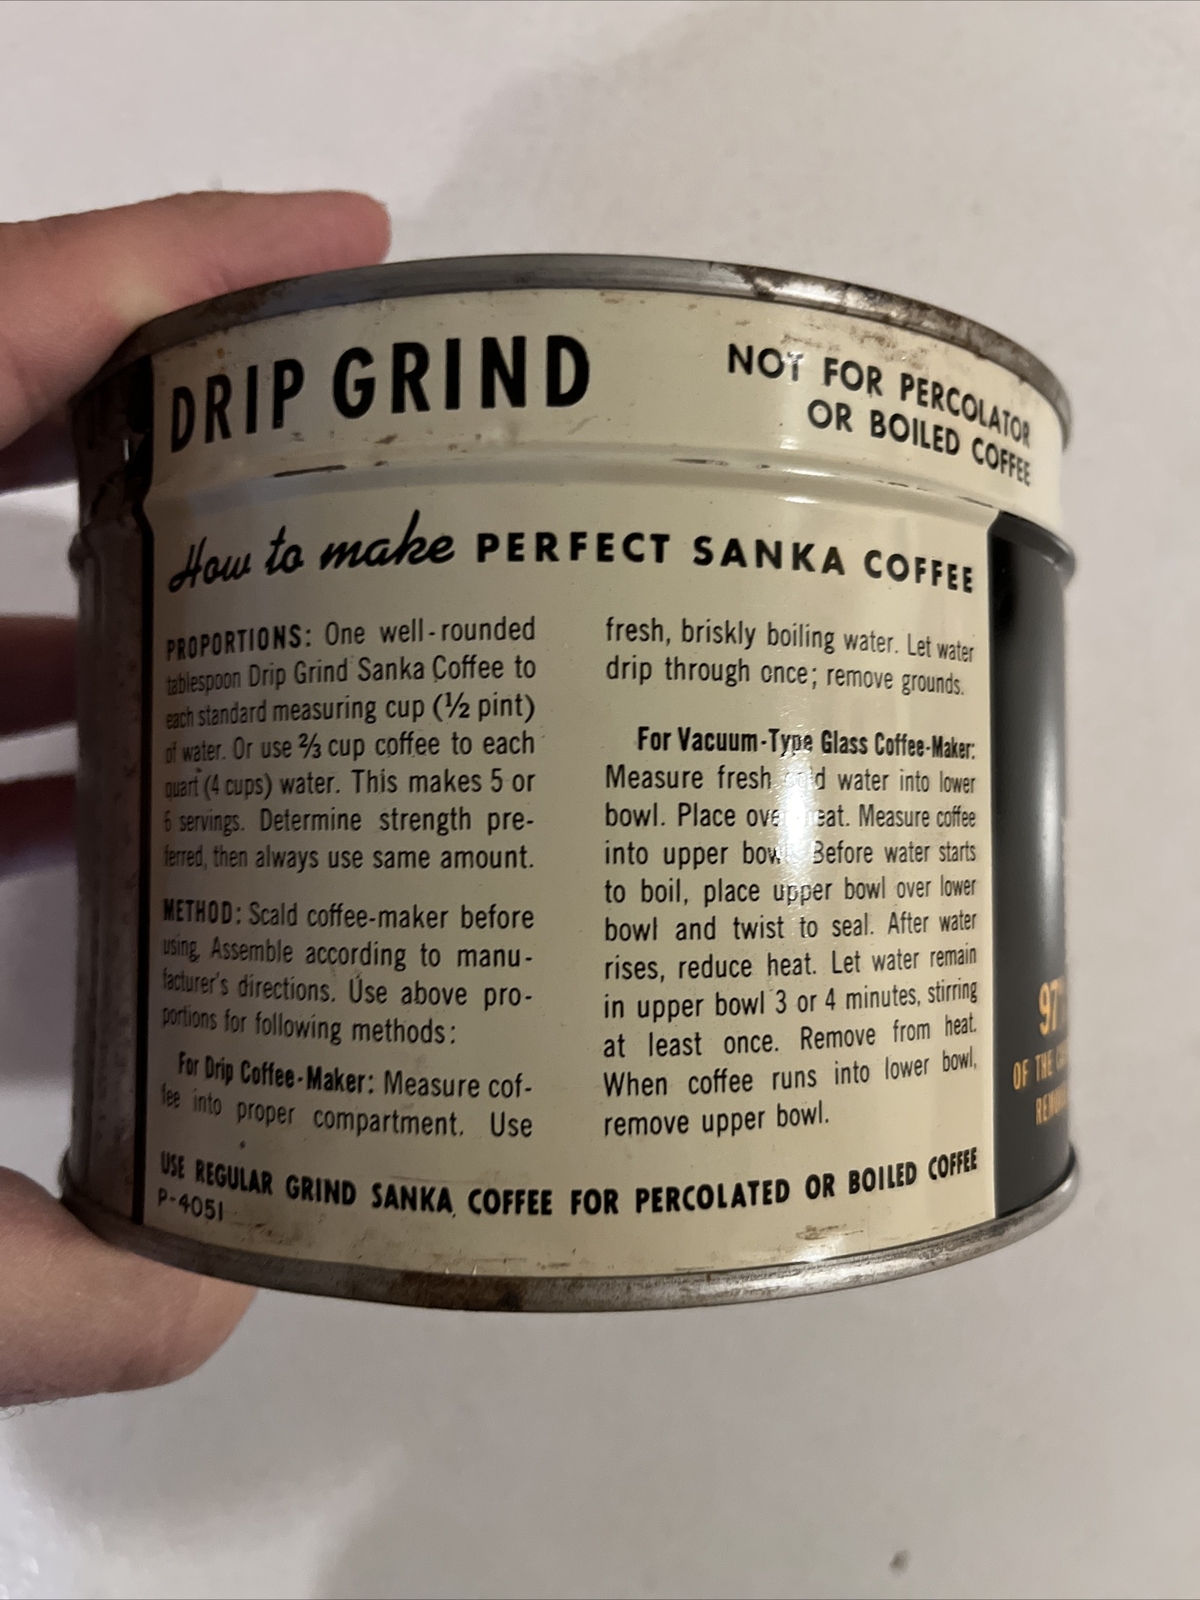 DRIP GRIND
NOT FOR PERCOLATOR
OR BOILED COFFEE
How to make PERFECT SANKA COFFEE
PROPORTIONS: One well-rounded
tablespoon Drip Grind Sanka Coffee to
each standard measuring cup (½ pint)
of water. Or use ⅔ cup coffee to each
quart (4 cups) water. This makes 5 or
6 servings. Determine strength pre-
ferred, then always use same amount.
METHOD: Scald coffee-maker before
using. Assemble according to manu-
facturer's directions. Use above pro-
portions for following methods:
For Drip Coffee-Maker: Measure cof-
fee into proper compartment. Use
fresh, briskly boiling water. Let water
drip through once; remove grounds.
For Vacuum-Type Glass Coffee-Maker:
Measure fresh cold water into lower
bowl. Place over heat. Measure coffee
into upper bowl. Before water starts
to boil, place upper bowl over lower
bowl and twist to seal. After water
rises, reduce heat. Let water remain
in upper bowl 3 or 4 minutes, stirring
at least once. Remove from heat.
When coffee runs into lower bowl,
remove upper bowl.
USE REGULAR GRIND SANKA COFFEE FOR PERCOLATED OR BOILED COFFEE
P-4051
97
OF THE